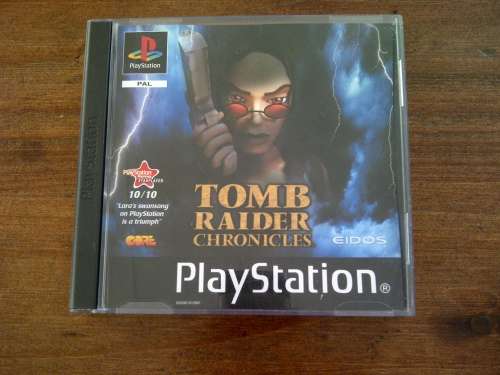 PlayStation
PAL
PlayStation
10/10
"Lara's swansong
on PlayStation
is a triumph"
CORE
TOMB
RAIDER
CHRONICLES
EIDOS
PlayStation®